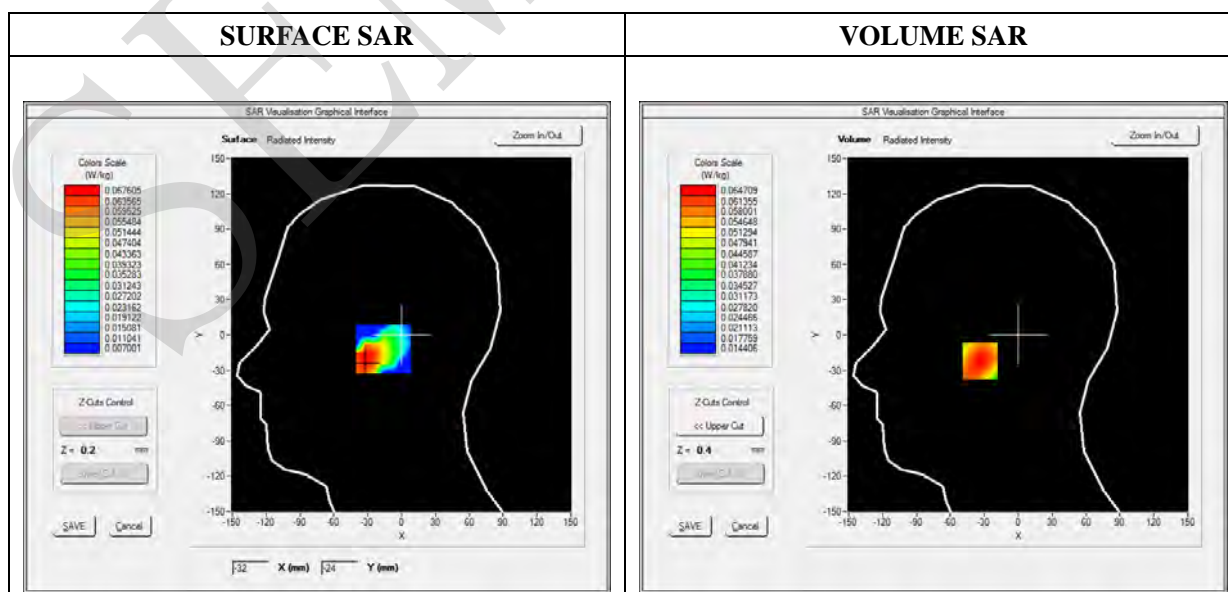 SURFACE SAR
VOLUME SAR
SAR Visualisation Graphical Interface
Surface Radiated Intensity
Zoom In/Out
Colors Scale
(W/kg)
0.067605
0.063565
0.059525
0.055484
0.051444
0.047404
0.043363
0.039323
0.035283
0.031243
0.027202
0.023162
0.019122
0.015081
0.011041
0.007001
Z-Cuts Control
<< Upper Cut
Z = 0.2 mm
SAVE
Cancel
150
120
90
60
30
0
-30
-60
-90
-120
-150
Y
-150 -120 -90 -60 -30 0 30 60 90 120 150
X
-32 X (mm) -24 Y (mm)
SAR Visualisation Graphical Interface
Volume Radiated Intensity
Zoom In/Out
Colors Scale
(W/kg)
0.064709
0.061355
0.058001
0.054648
0.051294
0.047941
0.044587
0.041234
0.037880
0.034527
0.031173
0.027820
0.024466
0.021113
0.017759
0.014406
Z-Cuts Control
<< Upper Cut
Z = 0.4 mm
SAVE
Cancel
150
120
90
60
30
0
-30
-60
-90
-120
-150
Y
-150 -120 -90 -60 -30 0 30 60 90 120 150
X